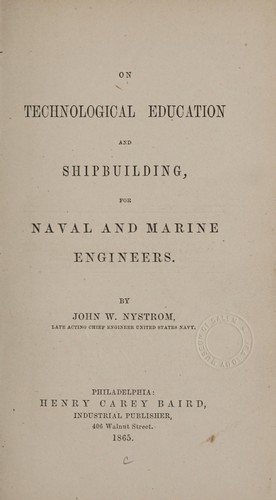 ON
TECHNOLOGICAL EDUCATION
AND
SHIPBUILDING,
FOR
NAVAL AND MARINE
ENGINEERS.
BY
JOHN W. NYSTROM,
LATE ACTING CHIEF ENGINEER UNITED STATES NAVY.
PHILADELPHIA:
HENRY CAREY BAIRD,
INDUSTRIAL PUBLISHER,
406 Walnut Street.
1865.